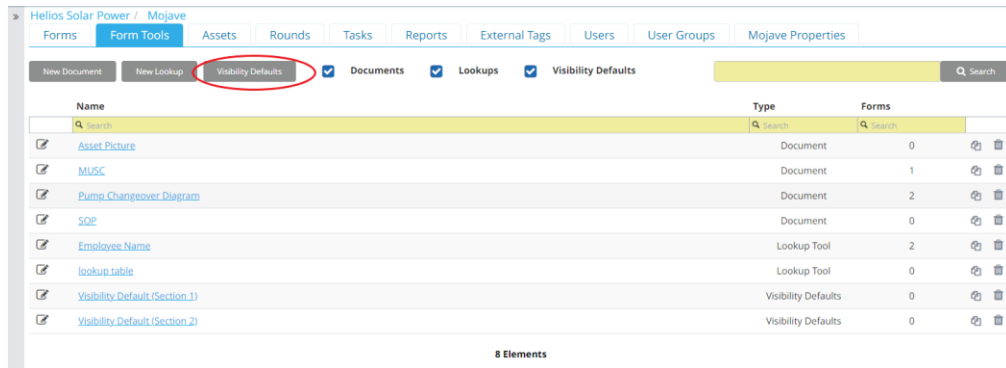 » Helios Solar Power / Mojave
Forms Form Tools Assets Rounds Tasks Reports External Tags Users User Groups Mojave Properties
New Document New Lookup Visibility Defaults Documents Lookups Visibility Defaults Search
Name Type Forms
Search Search Search
Asset Picture Document 0
MUSC Document 1
Pump Changeover Diagram Document 2
SOP Document 0
Employee Name Lookup Tool 2
lookup table Lookup Tool 0
Visibility Default (Section 1) Visibility Defaults 0
Visibility Default (Section 2) Visibility Defaults 0
8 Elements